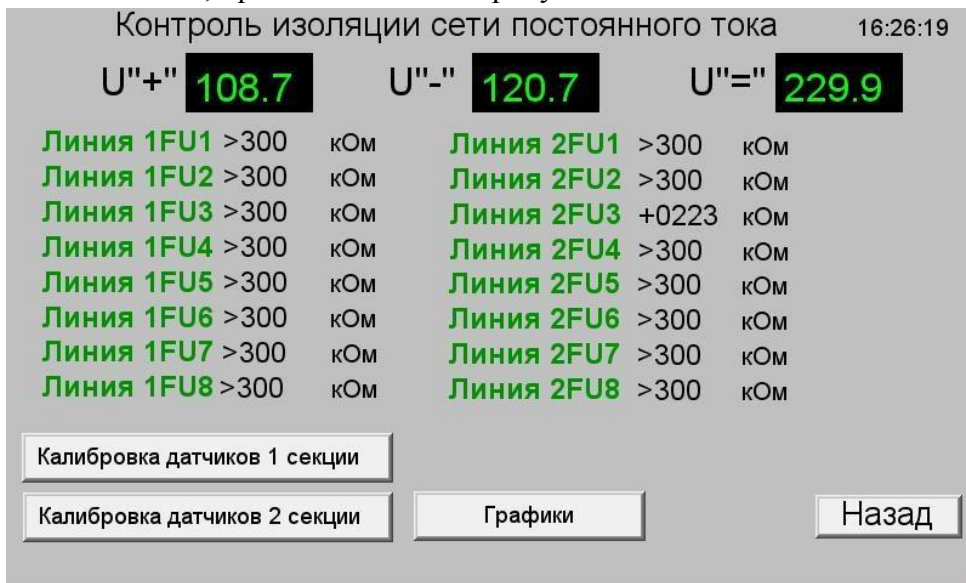 Контроль изоляции сети постоянного тока 16:26:19
U"+" 108.7 U"-" 120.7 U"=" 229.9
Линия 1FU1 >300 кОм Линия 2FU1 >300 кОм
Линия 1FU2 >300 кОм Линия 2FU2 >300 кОм
Линия 1FU3 >300 кОм Линия 2FU3 +0223 кОм
Линия 1FU4 >300 кОм Линия 2FU4 >300 кОм
Линия 1FU5 >300 кОм Линия 2FU5 >300 кОм
Линия 1FU6 >300 кОм Линия 2FU6 >300 кОм
Линия 1FU7 >300 кОм Линия 2FU7 >300 кОм
Линия 1FU8 >300 кОм Линия 2FU8 >300 кОм
Калибровка датчиков 1 секции
Калибровка датчиков 2 секции Графики Назад